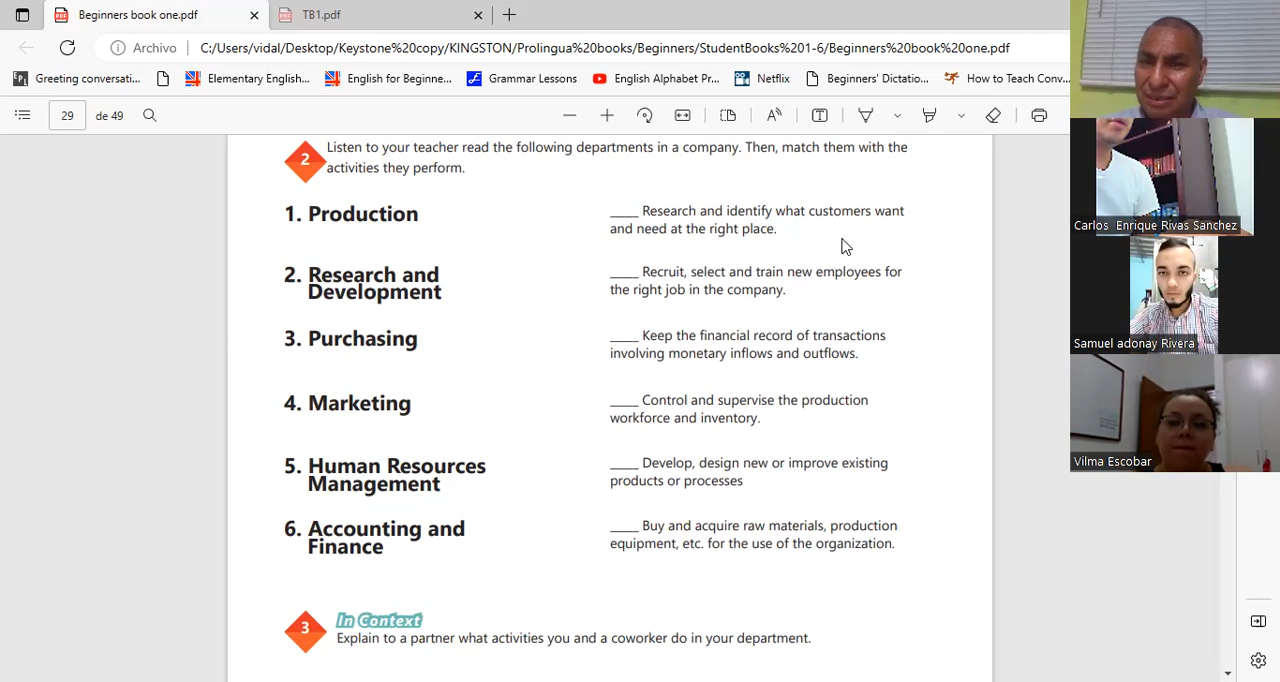 Beginners book one.pdf
TB1.pdf
Archivo
C:/Users/vidal/Desktop/Keystone%20copy/KINGSTON/Prolingua%20books/Beginners/StudentBooks%201-6/Beginners%20book%20one.pdf
Greeting conversati...
Elementary English...
English for Beginne...
Grammar Lessons
English Alphabet Pr...
Netflix
Beginners' Dictatio...
How to Teach Conv...
29
de 49
2
Listen to your teacher read the following departments in a company. Then, match them with the
activities they perform.
1. Production
____ Research and identify what customers want
and need at the right place.
2. Research and
Development
____ Recruit, select and train new employees for
the right job in the company.
3. Purchasing
____ Keep the financial record of transactions
involving monetary inflows and outflows.
4. Marketing
____ Control and supervise the production
workforce and inventory.
5. Human Resources
Management
____ Develop, design new or improve existing
products or processes
6. Accounting and
Finance
____ Buy and acquire raw materials, production
equipment, etc. for the use of the organization.
3
In Context
Explain to a partner what activities you and a coworker do in your department.
Carlos Enrique Rivas Sanchez
Samuel adonay Rivera
Vilma Escobar